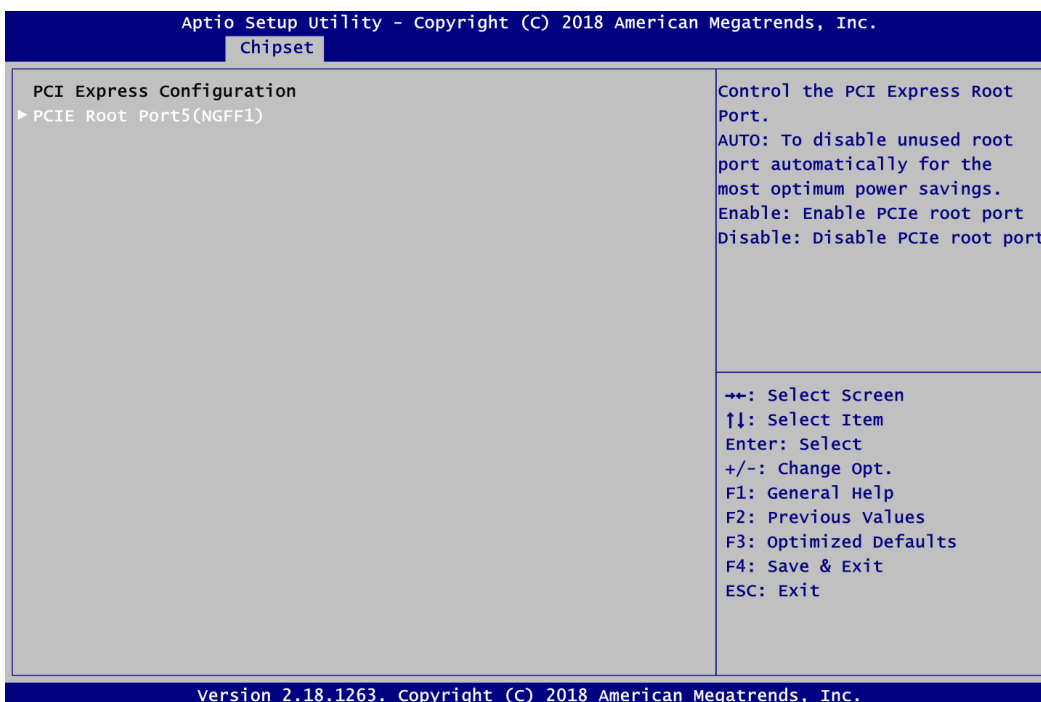 Aptio Setup Utility - Copyright (C) 2018 American Megatrends, Inc.
Chipset
PCI Express Configuration
▶ PCIE Root Port5(NGFF1)
Control the PCI Express Root
Port.
AUTO: To disable unused root
port automatically for the
most optimum power savings.
Enable: Enable PCIe root port
Disable: Disable PCIe root port
→←: Select Screen
↑↓: Select Item
Enter: Select
+/-: Change Opt.
F1: General Help
F2: Previous Values
F3: Optimized Defaults
F4: Save & Exit
ESC: Exit
Version 2.18.1263. Copyright (C) 2018 American Megatrends, Inc.